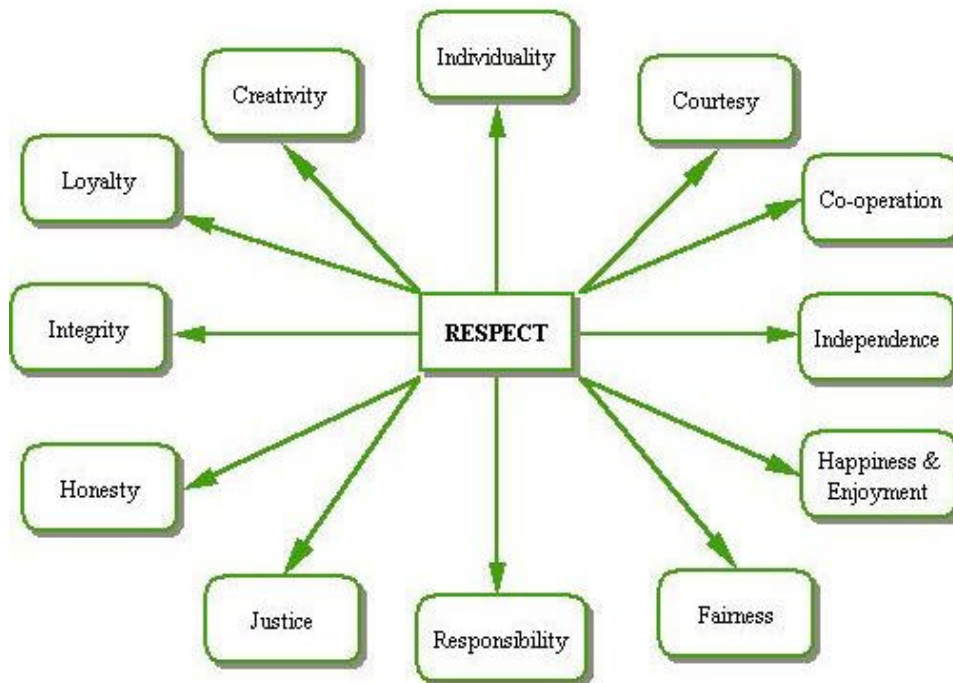 Individuality
Creativity
Courtesy
Loyalty
Co-operation
Integrity
RESPECT
Independence
Honesty
Happiness &
Enjoyment
Justice
Responsibility
Fairness